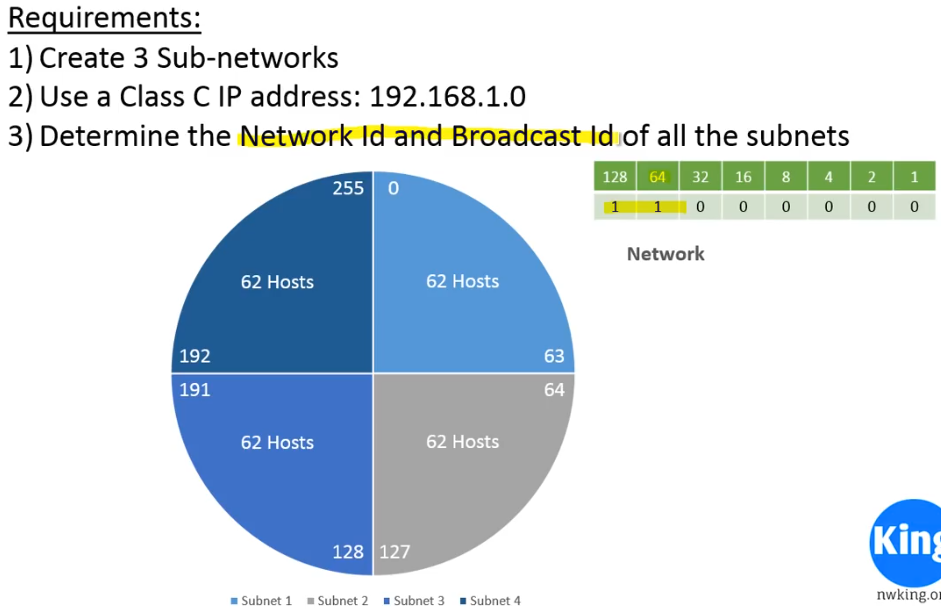 Requirements:
1) Create 3 Sub-networks
2) Use a Class C IP address: 192.168.1.0
3) Determine the Network Id and Broadcast Id of all the subnets
128 64 32 16 8 4 2 1
1 1 0 0 0 0 0 0
Network
255 0
62 Hosts 62 Hosts
192 63
191 64
62 Hosts 62 Hosts
128 127
Subnet 1 Subnet 2 Subnet 3 Subnet 4